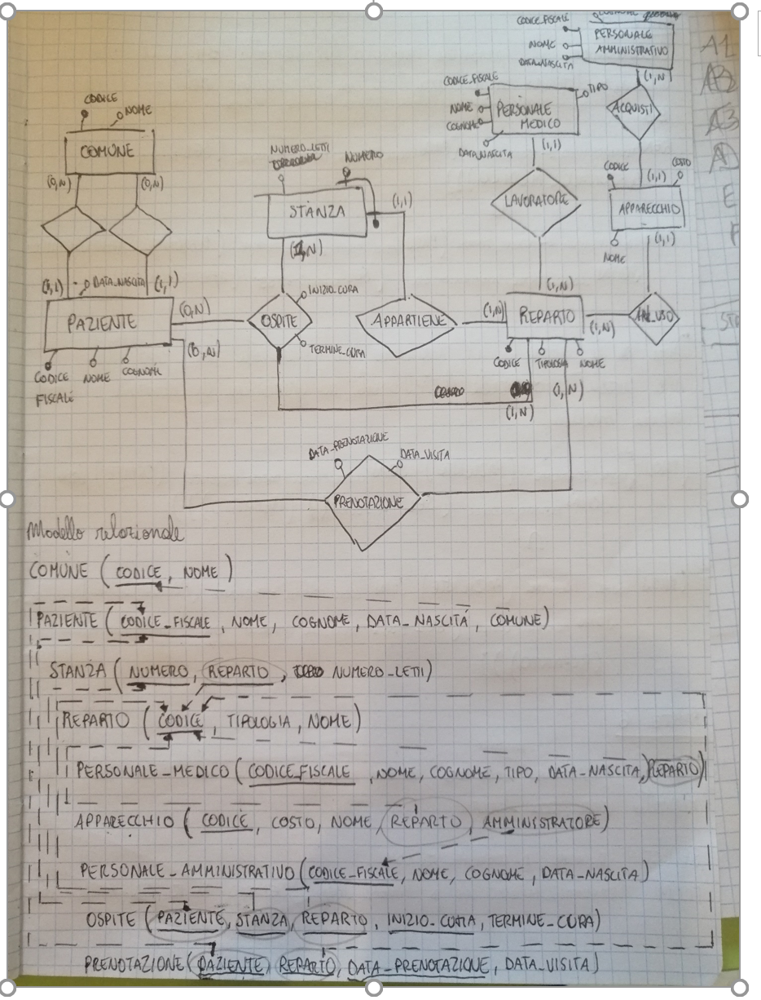 CODICE_FISCALE
NOME
DATA_NASCITA
PERSONALE
AMMINISTRATIVO
(1,N)
ACQUISTI
(1,1)
CODICE_FISCALE
NOME
COGNOME
DATA_NASCITA
TIPO
PERSONALE
MEDICO
(1,1)
LAVORATORE
(1,N)
CODICE
NOME
COMUNE
(0,N)
(0,N)
NUMERO_LETTI
NUMERO
STANZA
(1,1)
(1,N)
CODICE
COSTO
APPARECCHIO
NOME
(1,1)
(1,1)
DATA_NASCITA
(1,1)
PAZIENTE
(0,N)
(0,N)
CODICE
FISCALE
NOME
COGNOME
INIZIO_CURA
OSPITE
TERMINE_CURA
APPARTIENE
(1,N)
REPARTO
(1,N)
CODICE
TIPOLOGIA
NOME
(1,N)
(1,N)
DATA_PRENOTAZIONE
DATA_VISITA
PRENOTAZIONE
Modello relazionale
COMUNE (CODICE, NOME)
PAZIENTE (CODICE_FISCALE, NOME, COGNOME, DATA_NASCITÁ, COMUNE)
STANZA (NUMERO, REPARTO, NUMERO_LETTI)
REPARTO (CODICE, TIPOLOGIA, NOME)
PERSONALE_MEDICO (CODICE_FISCALE, NOME, COGNOME, TIPO, DATA_NASCITA, REPARTO)
APPARECCHIO (CODICE, COSTO, NOME, REPARTO, AMMINISTRATORE)
PERSONALE_AMMINISTRATIVO (CODICE_FISCALE, NOME, COGNOME, DATA_NASCITA)
OSPITE (PAZIENTE, STANZA, REPARTO, INIZIO_CURA, TERMINE_CURA)
PRENOTAZIONE (PAZIENTE, REPARTO, DATA_PRENOTAZIONE, DATA_VISITA)